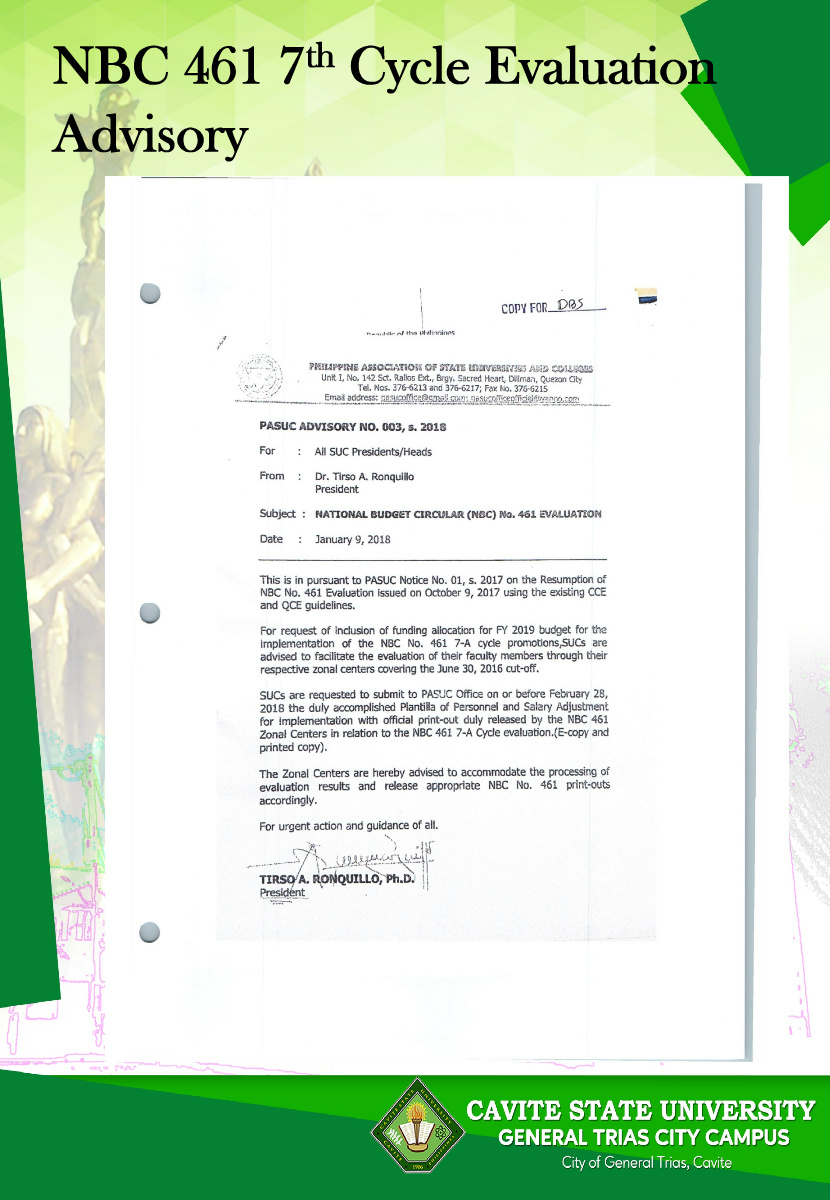 NBC 461 7th Cycle Evaluation
Advisory
COPY FOR DBS
Republic of the Philippines
PHILIPPINE ASSOCIATION OF STATE UNIVERSITIES AND COLLEGES
Unit I, No. 142 Sct. Rallos Ext., Brgy. Sacred Heart, Diliman, Quezon City
Tel. Nos. 376-6213 and 376-6217; Fax No. 376-6215
Email address:
PASUC ADVISORY NO. 003, s. 2018
For : All SUC Presidents/Heads
From : Dr. Tirso A. Ronquillo
President
Subject : NATIONAL BUDGET CIRCULAR (NBC) No. 461 EVALUATION
Date : January 9, 2018
This is in pursuant to PASUC Notice No. 01, s. 2017 on the Resumption of
NBC No. 461 Evaluation issued on October 9, 2017 using the existing CCE
and QCE guidelines.
For request of inclusion of funding allocation for FY 2019 budget for the
implementation of the NBC No. 461 7-A cycle promotions,SUCs are
advised to facilitate the evaluation of their faculty members through their
respective zonal centers covering the June 30, 2016 cut-off.
SUCs are requested to submit to PASUC Office on or before February 28,
2018 the duly accomplished Plantilla of Personnel and Salary Adjustment
for implementation with official print-out duly released by the NBC 461
Zonal Centers in relation to the NBC 461 7-A Cycle evaluation.(E-copy and
printed copy).
The Zonal Centers are hereby advised to accommodate the processing of
evaluation results and release appropriate NBC No. 461 print-outs
accordingly.
For urgent action and guidance of all.
TIRSO A. RONQUILLO, Ph.D.
President
CAVITE STATE UNIVERSITY
GENERAL TRIAS CITY CAMPUS
City of General Trias, Cavite
1906